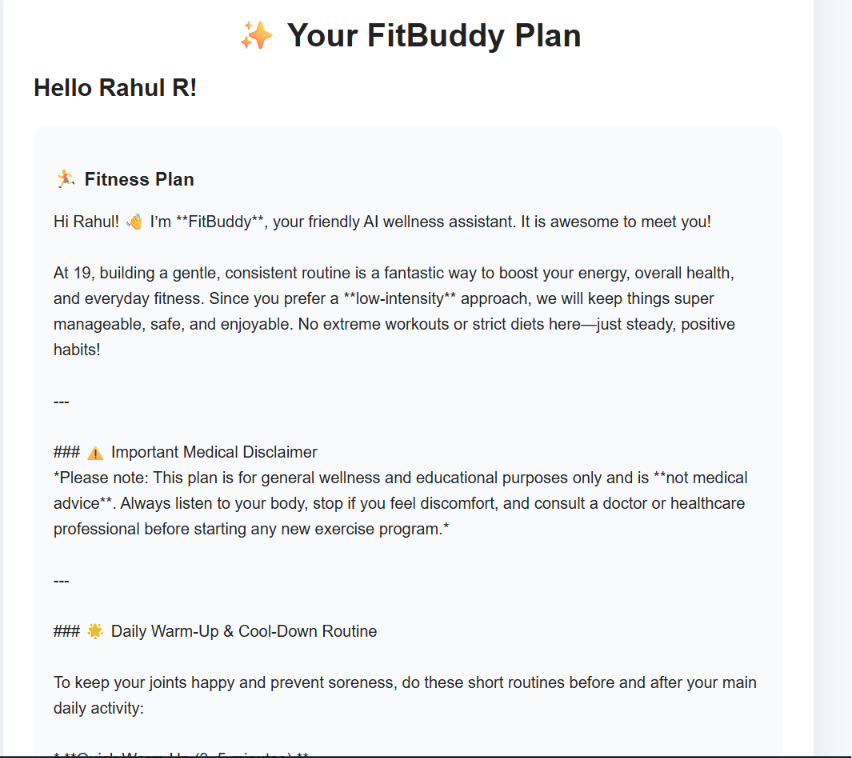 ✨ Your FitBuddy Plan
Hello Rahul R!
🏃 Fitness Plan
Hi Rahul! 👋 I’m **FitBuddy**, your friendly AI wellness assistant. It is awesome to meet you!
At 19, building a gentle, consistent routine is a fantastic way to boost your energy, overall health,
and everyday fitness. Since you prefer a **low-intensity** approach, we will keep things super
manageable, safe, and enjoyable. No extreme workouts or strict diets here—just steady, positive
habits!
---
### ⚠️ Important Medical Disclaimer
*Please note: This plan is for general wellness and educational purposes only and is **not medical
advice**. Always listen to your body, stop if you feel discomfort, and consult a doctor or healthcare
professional before starting any new exercise program.*
---
### 🌟 Daily Warm-Up & Cool-Down Routine
To keep your joints happy and prevent soreness, do these short routines before and after your main
daily activity: